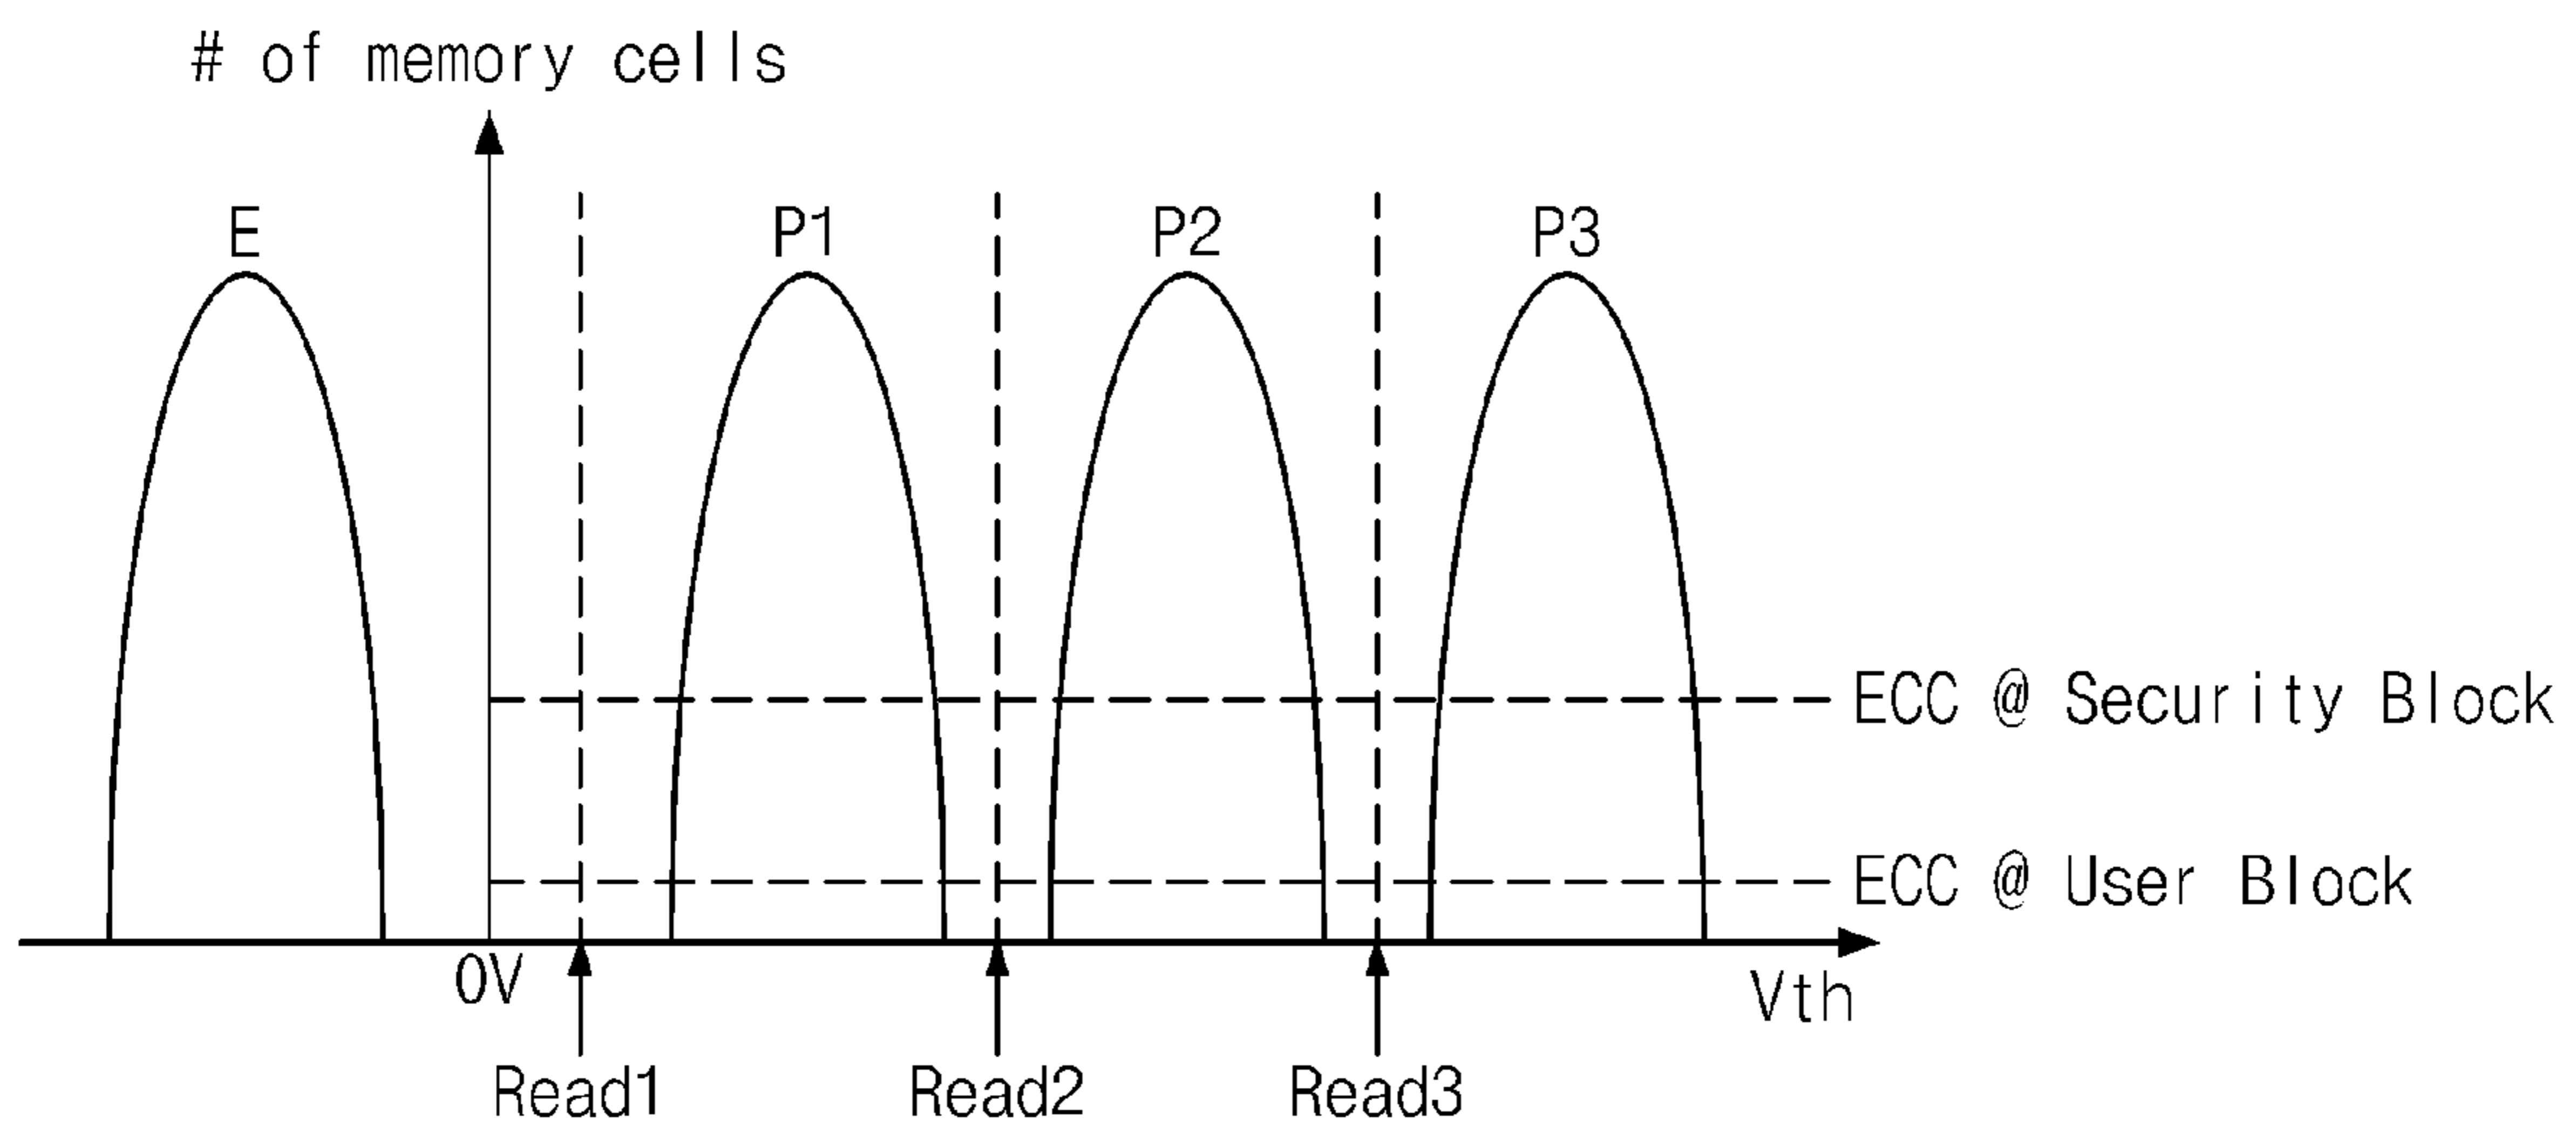 # of memory cells
E
P1
P2
P3
ECC @ Security Block
ECC @ User Block
0V
Vth
Read1
Read2
Read3